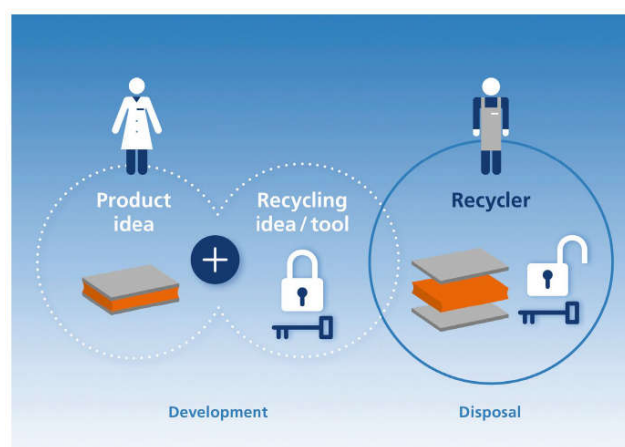 Product
idea
Recycling
idea / tool
Recycler
Development
Disposal